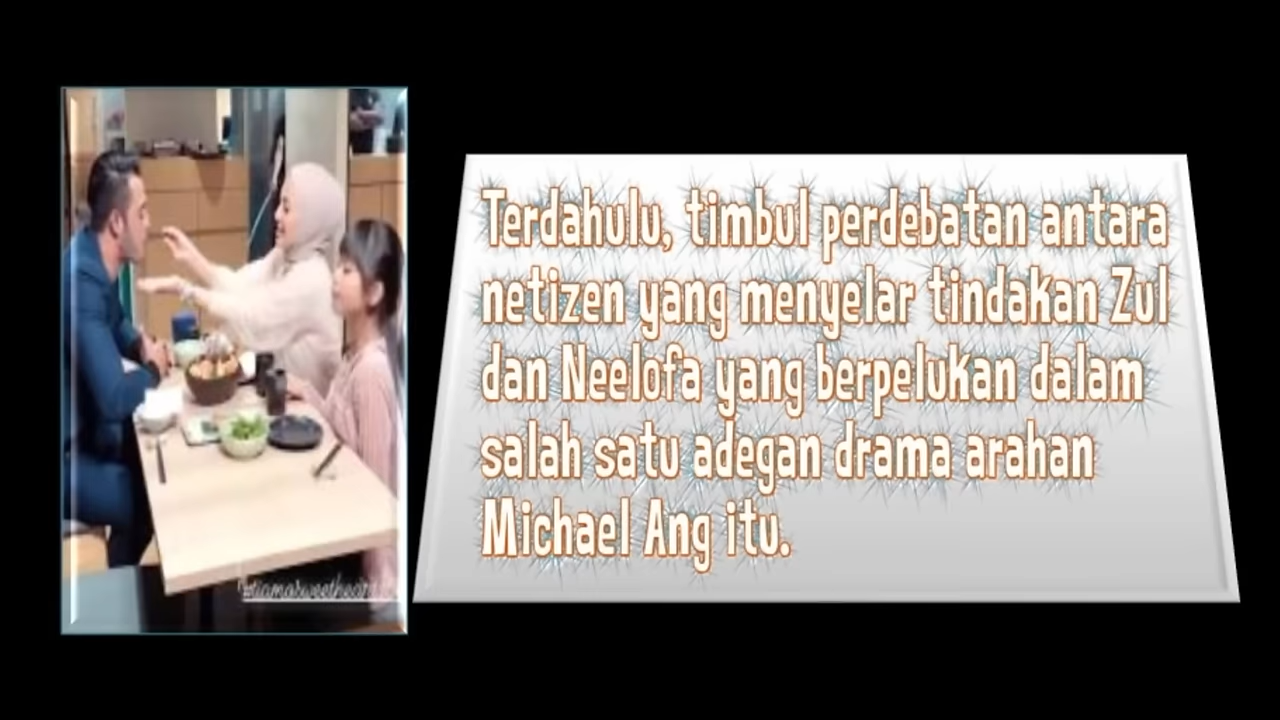 Terdahulu, timbul perdebatan antara
netizen yang menyelar tindakan Zul
dan Neelofa yang berpelukan dalam
salah satu adegan drama arahan
Michael Ang itu.